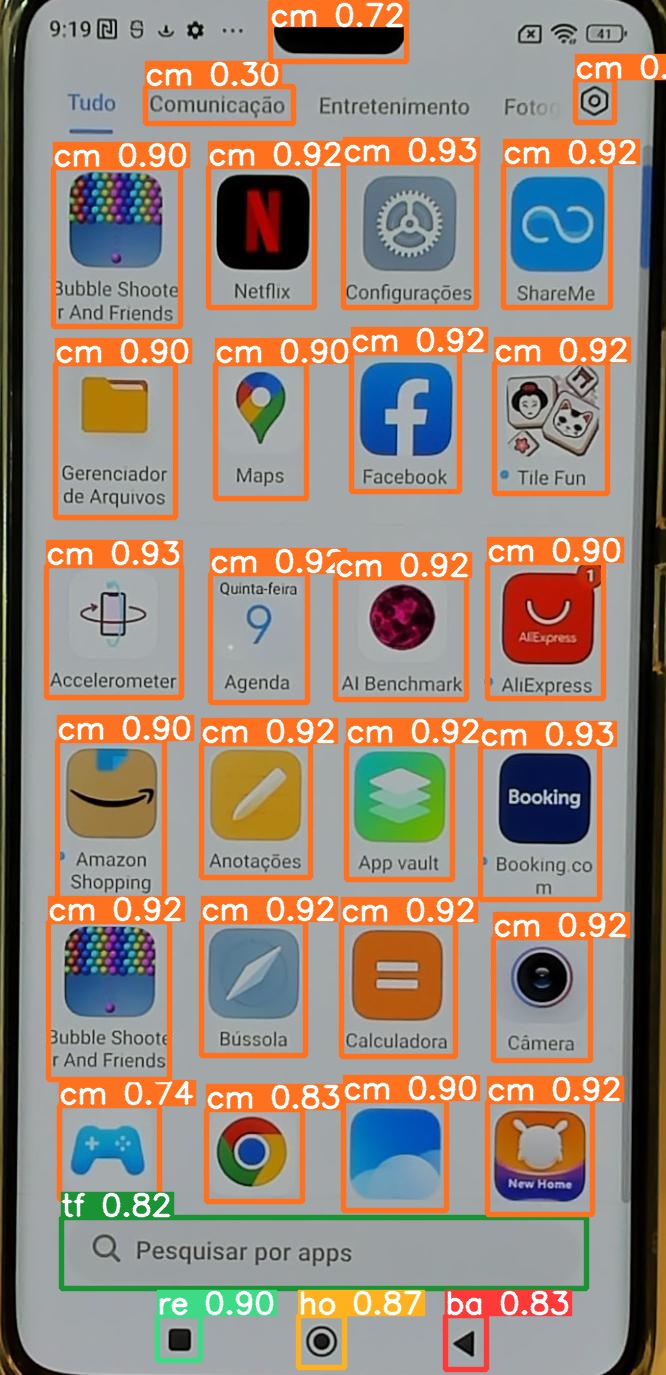 cm 0.72
9:19
41
cm 0.30
cm 0.
Tudo Comunicação Entretenimento Fotog
cm 0.90 cm 0.92 cm 0.93 cm 0.92
Bubble Shoote Netflix Configurações ShareMe
r And Friends
cm 0.90 cm 0.90 cm 0.92 cm 0.92
Gerenciador Maps Facebook Tile Fun
de Arquivos
cm 0.93 cm 0.92 cm 0.92 cm 0.90
Quinta-feira
9
1
AliExpress
Accelerometer Agenda AI Benchmark AliExpress
cm 0.90 cm 0.92 cm 0.92 cm 0.93
Booking
Amazon Anotações App vault Booking.co
Shopping m
cm 0.92 cm 0.92 cm 0.92 cm 0.92
Bubble Shoote Bússola Calculadora Câmera
r And Friends
cm 0.74 cm 0.83 cm 0.90 cm 0.92
New Home
tf 0.82
Pesquisar por apps
re 0.90 ho 0.87 ba 0.83